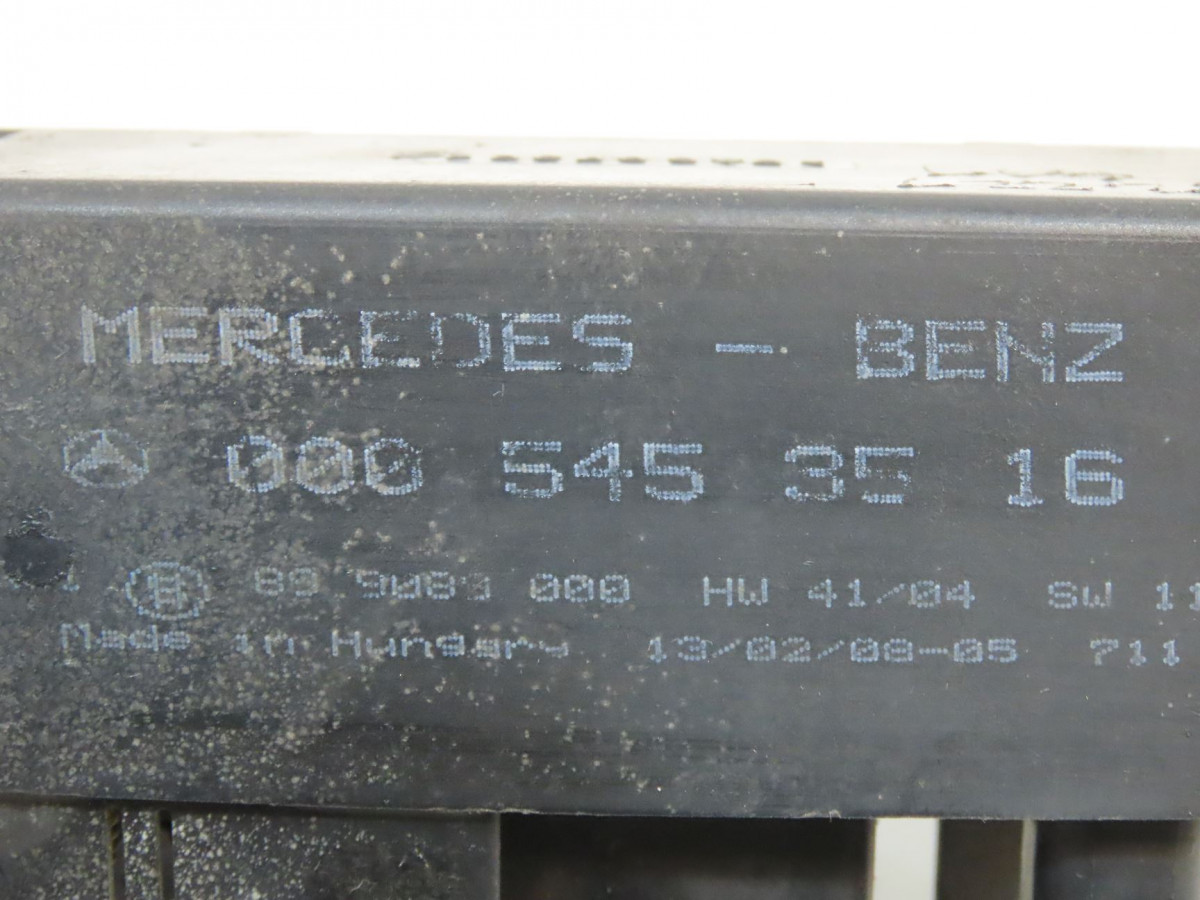 MERCEDES - BENZ
000 545 35 16
B 89 9083 000 HW 41/04 SW 11
Made in Hungary 13/02/08-05 711